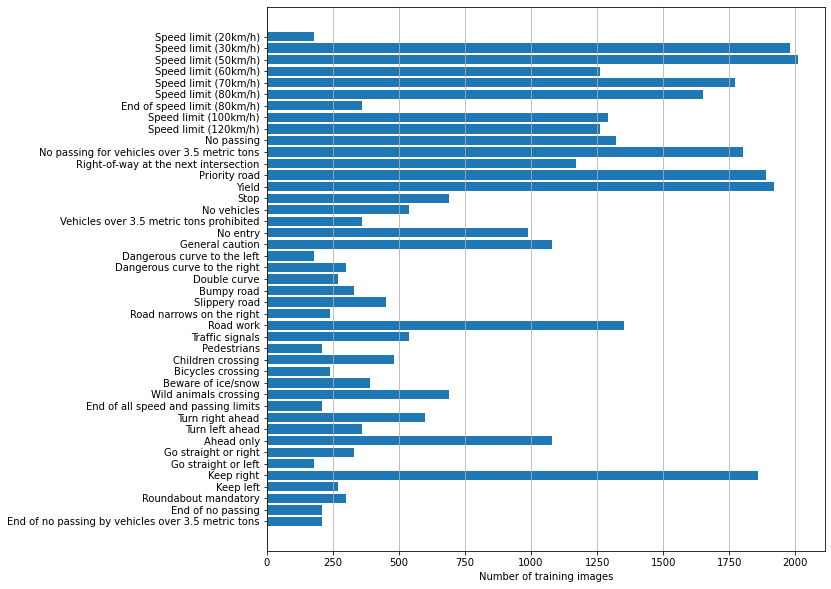 Speed limit (20km/h)
Speed limit (30km/h)
Speed limit (50km/h)
Speed limit (60km/h)
Speed limit (70km/h)
Speed limit (80km/h)
End of speed limit (80km/h)
Speed limit (100km/h)
Speed limit (120km/h)
No passing
No passing for vehicles over 3.5 metric tons
Right-of-way at the next intersection
Priority road
Yield
Stop
No vehicles
Vehicles over 3.5 metric tons prohibited
No entry
General caution
Dangerous curve to the left
Dangerous curve to the right
Double curve
Bumpy road
Slippery road
Road narrows on the right
Road work
Traffic signals
Pedestrians
Children crossing
Bicycles crossing
Beware of ice/snow
Wild animals crossing
End of all speed and passing limits
Turn right ahead
Turn left ahead
Ahead only
Go straight or right
Go straight or left
Keep right
Keep left
Roundabout mandatory
End of no passing
End of no passing by vehicles over 3.5 metric tons
0 250 500 750 1000 1250 1500 1750 2000
Number of training images